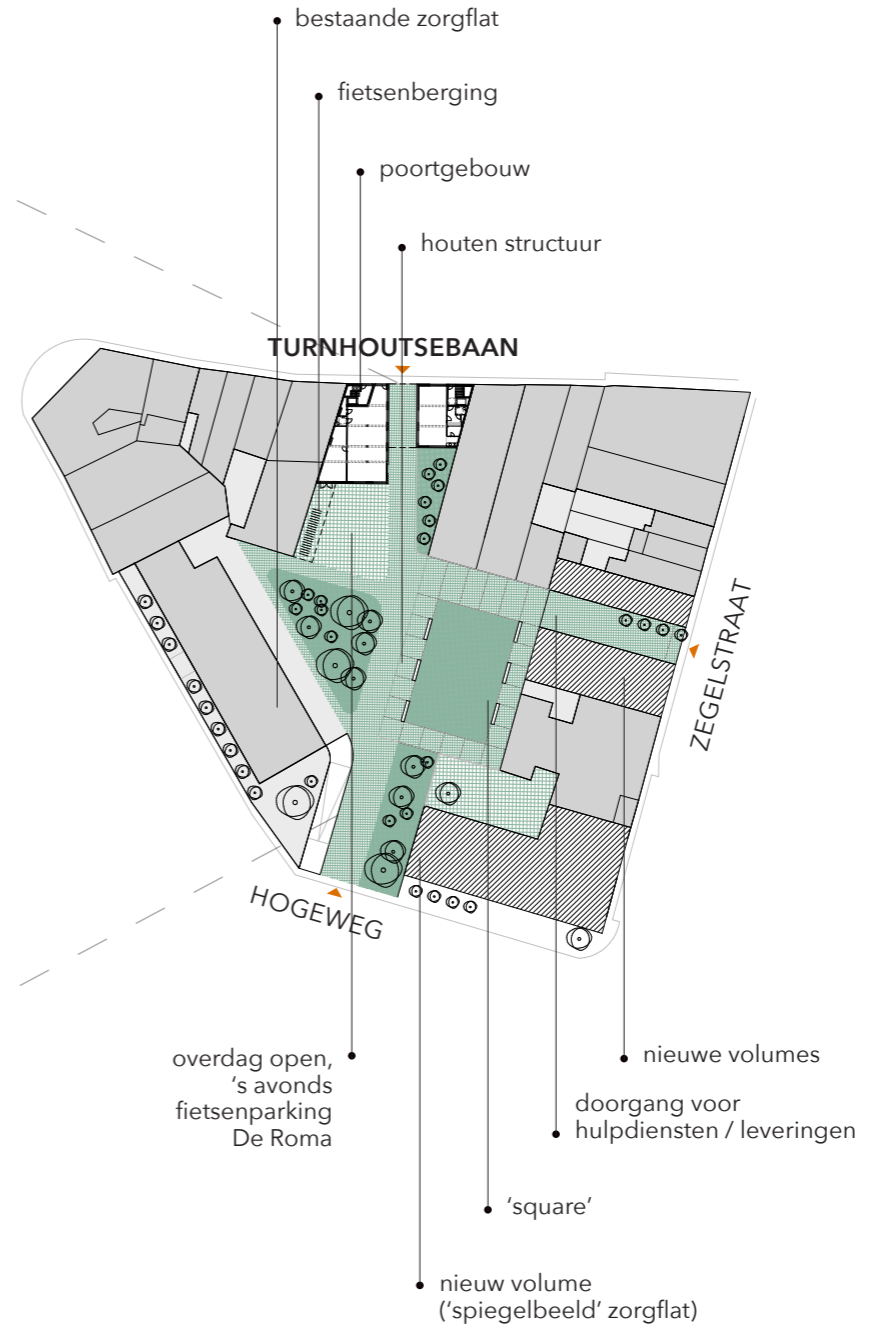 bestaande zorgflat
fietsenberging
poortgebouw
houten structuur
TURNHOUTSEBAAN
ZEGELSTRAAT
HOGEWEG
overdag open,
‘s avonds
fietsenparking
De Roma
nieuwe volumes
doorgang voor
hulpdiensten / leveringen
‘square’
nieuw volume
(‘spiegelbeeld’ zorgflat)